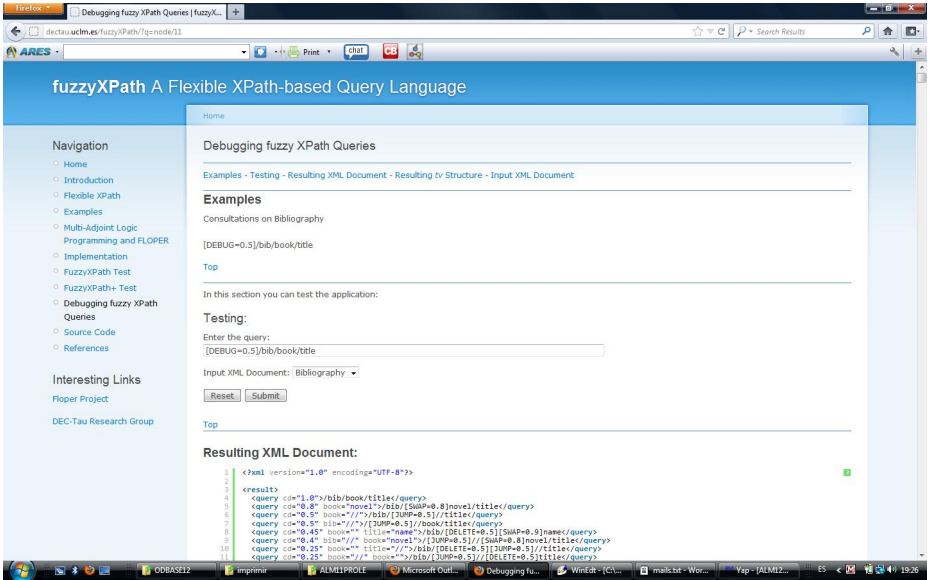 Firefox
Debugging fuzzy XPath Queries | fuzzyX...
dectau.uclm.es/fuzzyXPath/?q=node/11
Search Results
ARES
Print
chat
CB
fuzzyXPath A Flexible XPath-based Query Language
Home
Navigation
Home
Introduction
Flexible XPath
Examples
Multi-Adjoint Logic
Programming and FLOPER
Implementation
FuzzyXPath Test
FuzzyXPath+ Test
Debugging fuzzy XPath
Queries
Source Code
References
Interesting Links
Floper Project
DEC-Tau Research Group
Debugging fuzzy XPath Queries
Examples - Testing - Resulting XML Document - Resulting tv Structure - Input XML Document
Examples
Consultations on Bibliography
[DEBUG=0.5]/bib/book/title
Top
In this section you can test the application:
Testing:
Enter the query:
[DEBUG=0.5]/bib/book/title
Input XML Document: Bibliography
Reset Submit
Top
Resulting XML Document:
1 <?xml version="1.0" encoding="UTF-8"?>
2
3 <result>
4 <query cd="1.0">/bib/book/title</query>
5 <query cd="0.8" book="novel">/bib/[SWAP=0.8]novel/title</query>
6 <query cd="0.5" book="//">/bib/[JUMP=0.5]//title</query>
7 <query cd="0.5" bib="//">/[JUMP=0.5]//book/title</query>
8 <query cd="0.45" book="" title="name">/bib/[DELETE=0.5][SWAP=0.9]name</query>
9 <query cd="0.4" bib="//" book="novel">/[JUMP=0.5]//[SWAP=0.8]novel/title</query>
10 <query cd="0.25" book="" title="//">/bib/[DELETE=0.5][JUMP=0.5]//title</query>
11 <query cd="0.25" book="//" book="">/bib/[JUMP=0.5]//[DELETE=0.5]title</query>
ODBASE12
imprimir
ALM11PROLE
Microsoft Outl...
Debugging fu...
WinEdt - [C:\...
mails.txt - Wor...
Yap - [ALM12...
ES
19:26